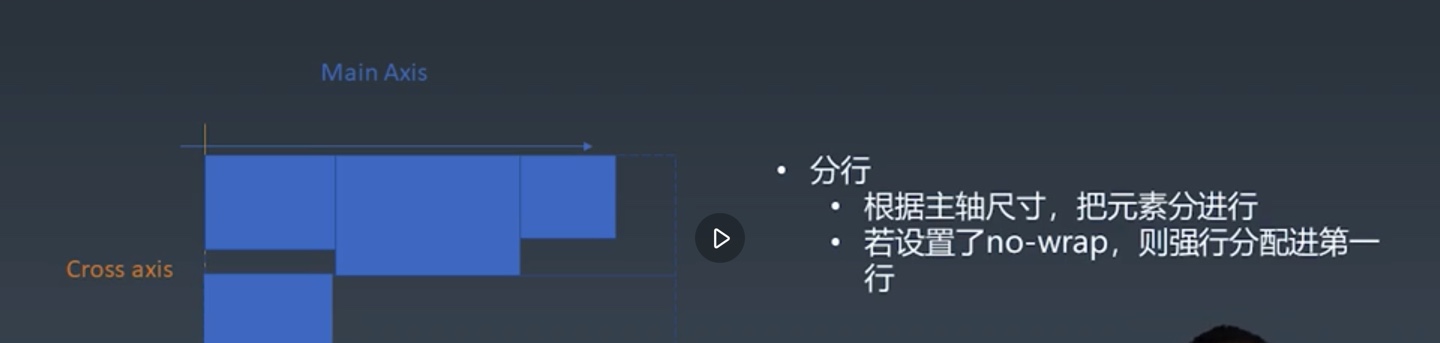 Main Axis
Cross axis
• 分行
• 根据主轴尺寸，把元素分进行
• 若设置了no-wrap，则强行分配进第一
行